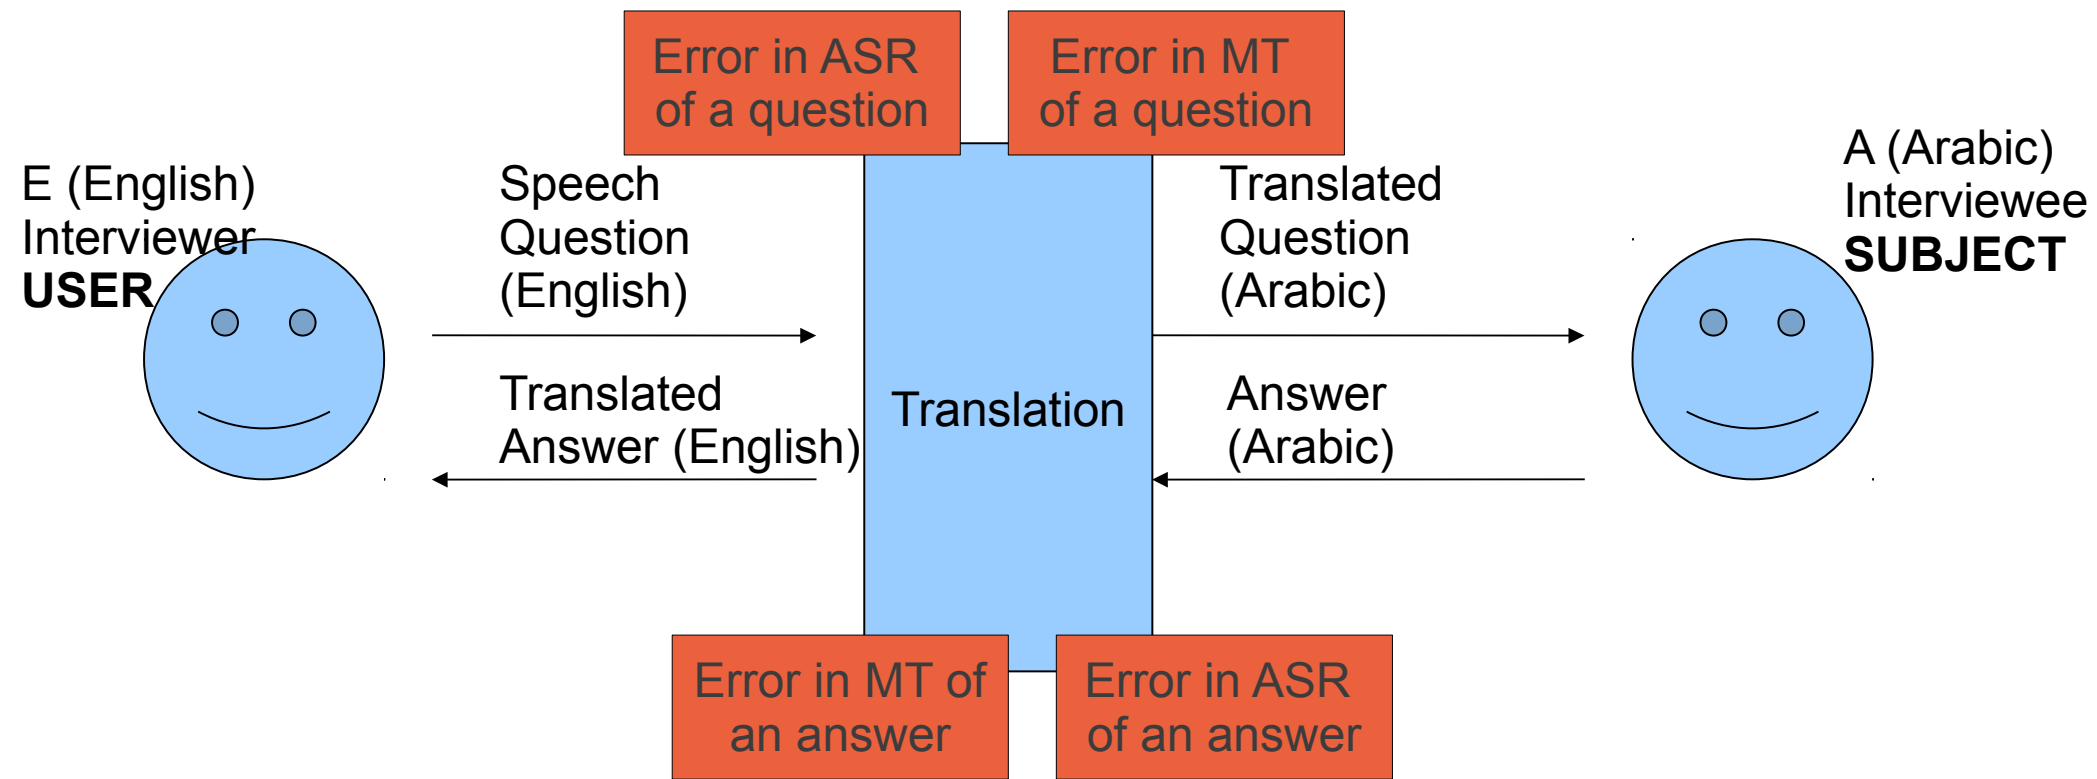 Error in ASR
of a question
Error in MT
of a question
E (English)
Interviewer
USER
Speech
Question
(English)
Translated
Question
(Arabic)
A (Arabic)
Interviewee
SUBJECT
Translated
Answer (English)
Translation
Answer
(Arabic)
Error in MT of
an answer
Error in ASR
of an answer